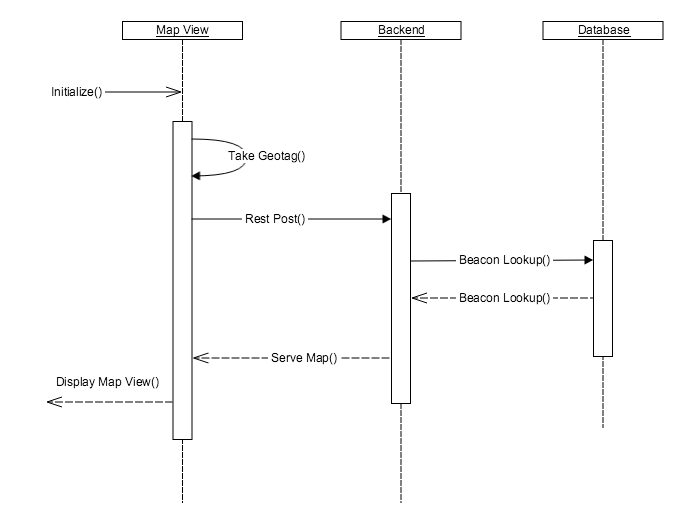 Map View
Backend
Database
Initialize()
Take Geotag()
Rest Post()
Beacon Lookup()
Beacon Lookup()
Serve Map()
Display Map View()